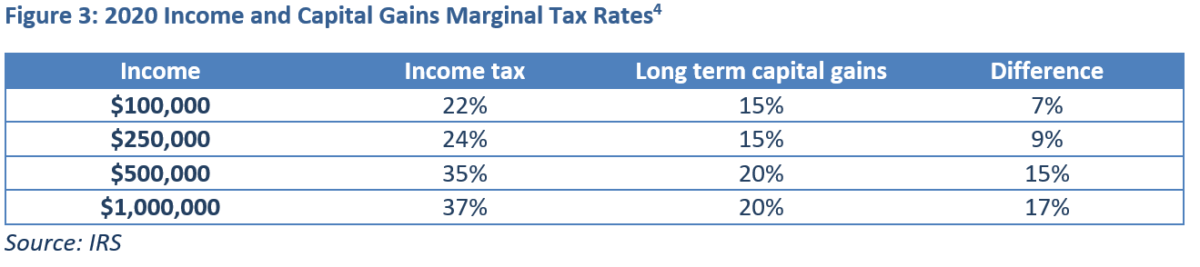 Figure 3: 2020 Income and Capital Gains Marginal Tax Rates⁴
Income Income tax Long term capital gains Difference
$100,000 22% 15% 7%
$250,000 24% 15% 9%
$500,000 35% 20% 15%
$1,000,000 37% 20% 17%
Source: IRS